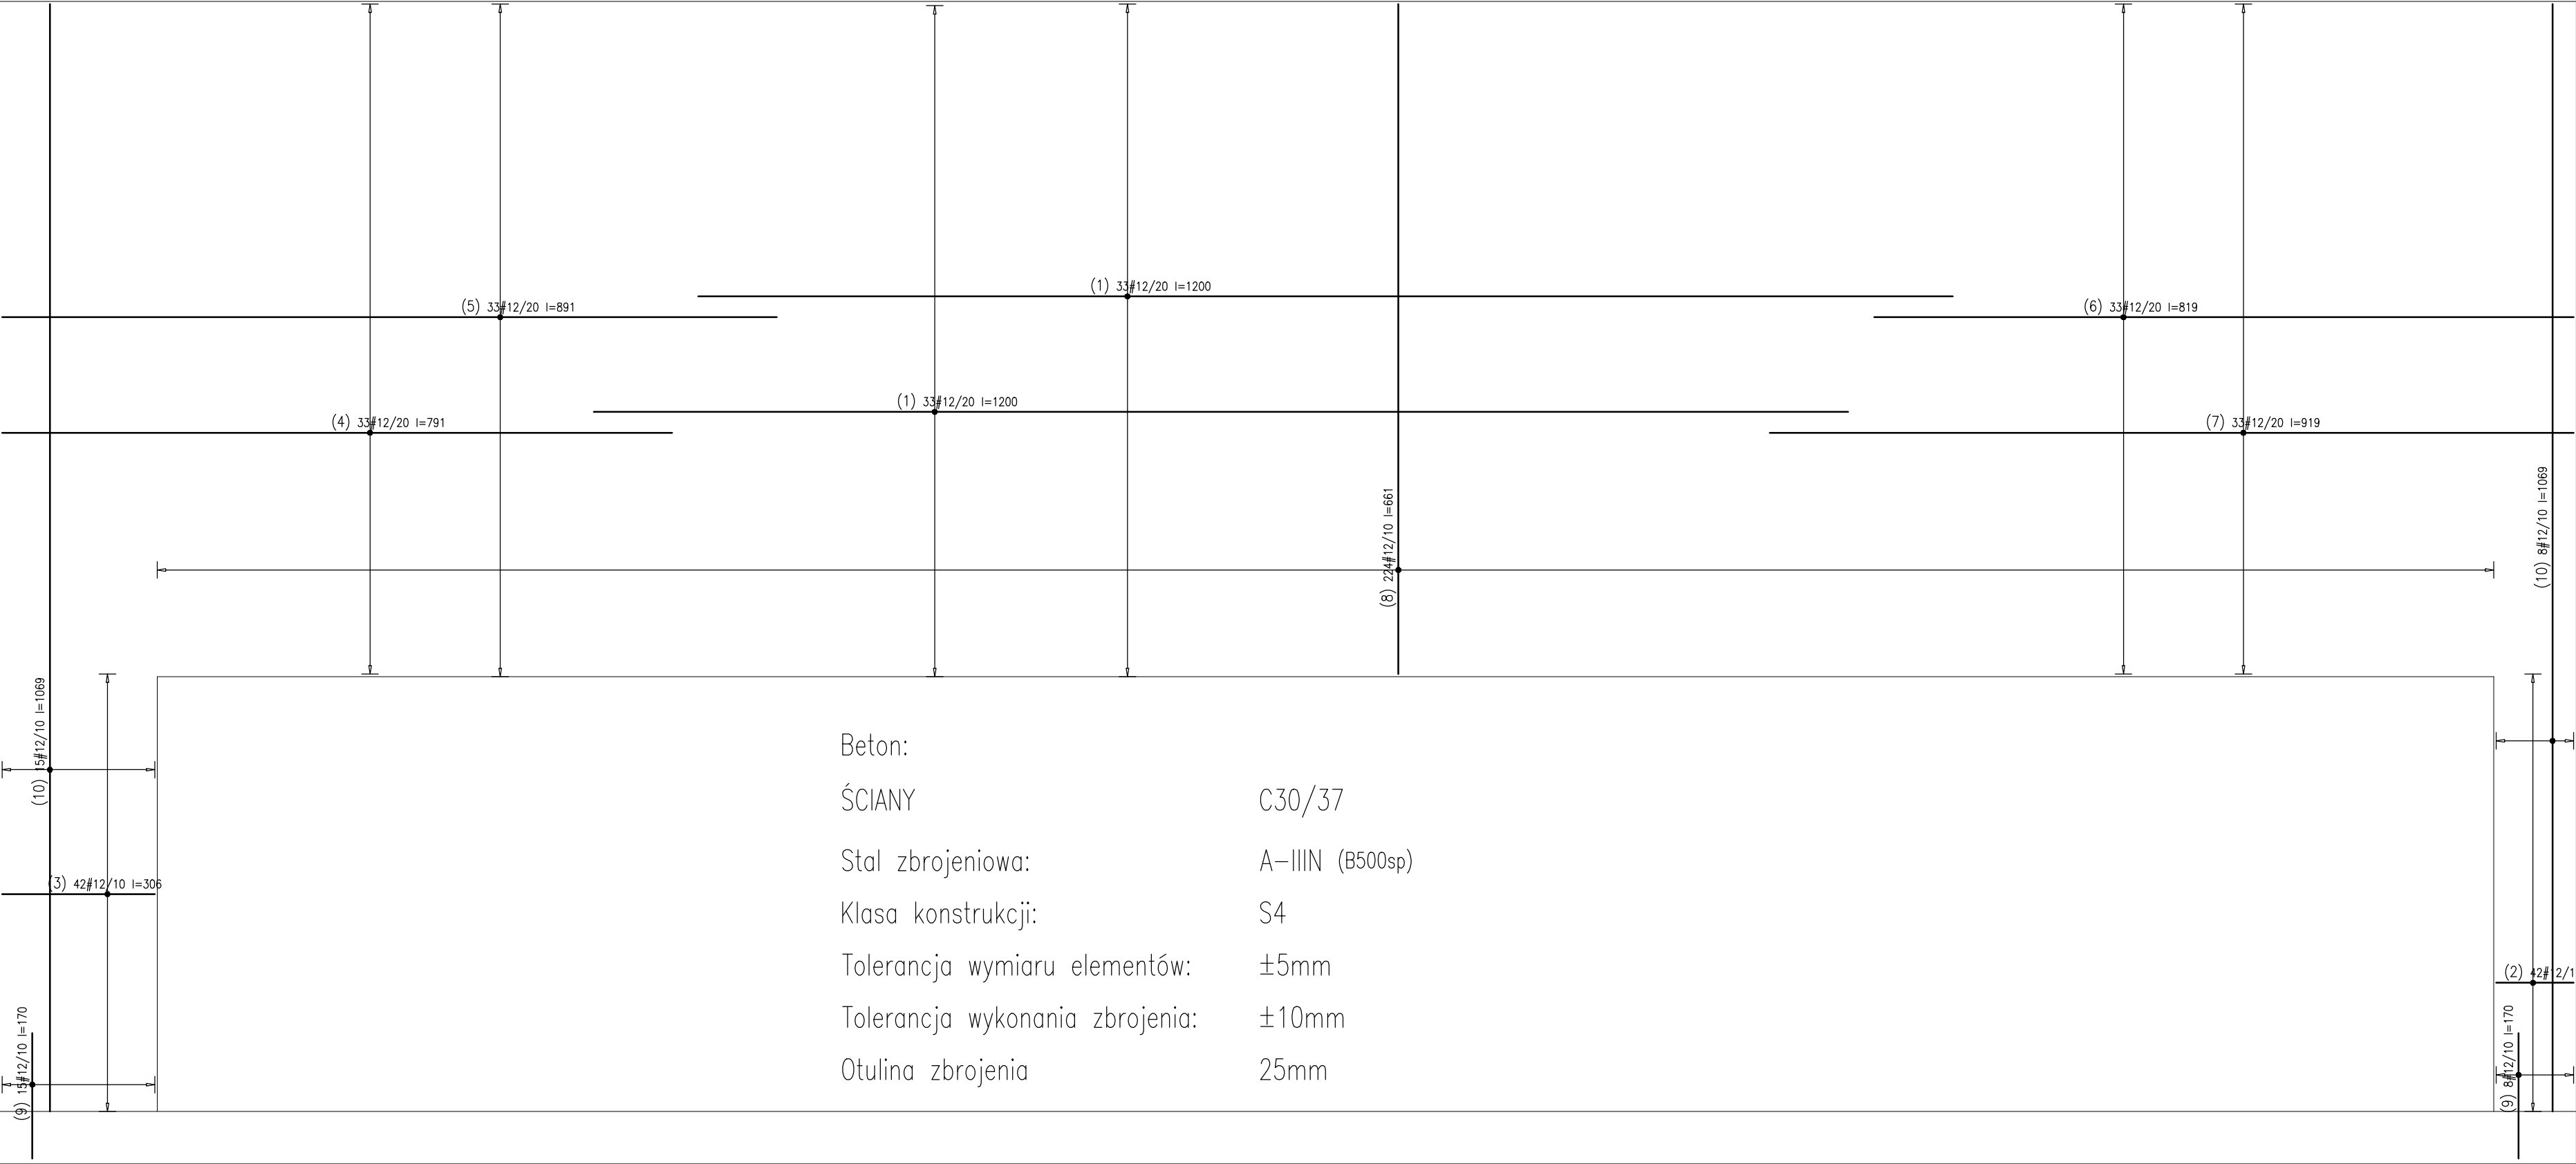 (1) 33#12/20 l=1200
(5) 33#12/20 l=891
(6) 33#12/20 l=819
(1) 33#12/20 l=1200
(4) 33#12/20 l=791
(7) 33#12/20 l=919
(8) 224#12/10 l=661
(10) 8#12/10 l=1069
(10) 15#12/10 l=1069
(3) 42#12/10 l=306
(2) 42#12/1
(9) 15#12/10 l=170
(9) 8#12/10 l=170
Beton:
ŚCIANY C30/37
Stal zbrojeniowa: A-IIIN (B500sp)
Klasa konstrukcji: S4
Tolerancja wymiaru elementów: ±5mm
Tolerancja wykonania zbrojenia: ±10mm
Otulina zbrojenia 25mm